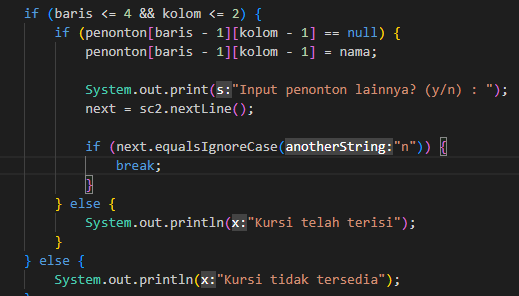 if (baris <= 4 && kolom <= 2) {
if (penonton[baris - 1][kolom - 1] == null) {
penonton[baris - 1][kolom - 1] = nama;
System.out.print(s:"Input penonton lainnya? (y/n) : ");
next = sc2.nextLine();
if (next.equalsIgnoreCase(anotherString:"n")) {
break;
}
} else {
System.out.println(x:"Kursi telah terisi");
}
} else {
System.out.println(x:"Kursi tidak tersedia");
}